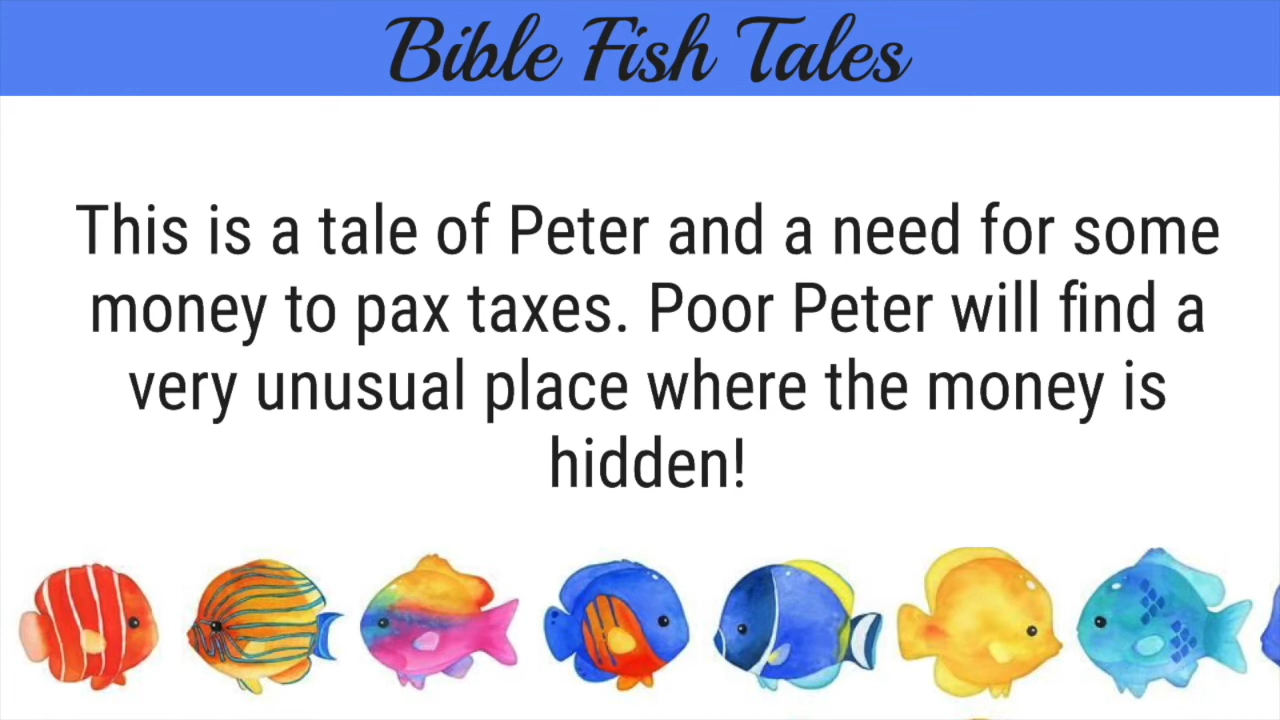 Bible Fish Tales
This is a tale of Peter and a need for some
money to pax taxes. Poor Peter will find a
very unusual place where the money is
hidden!